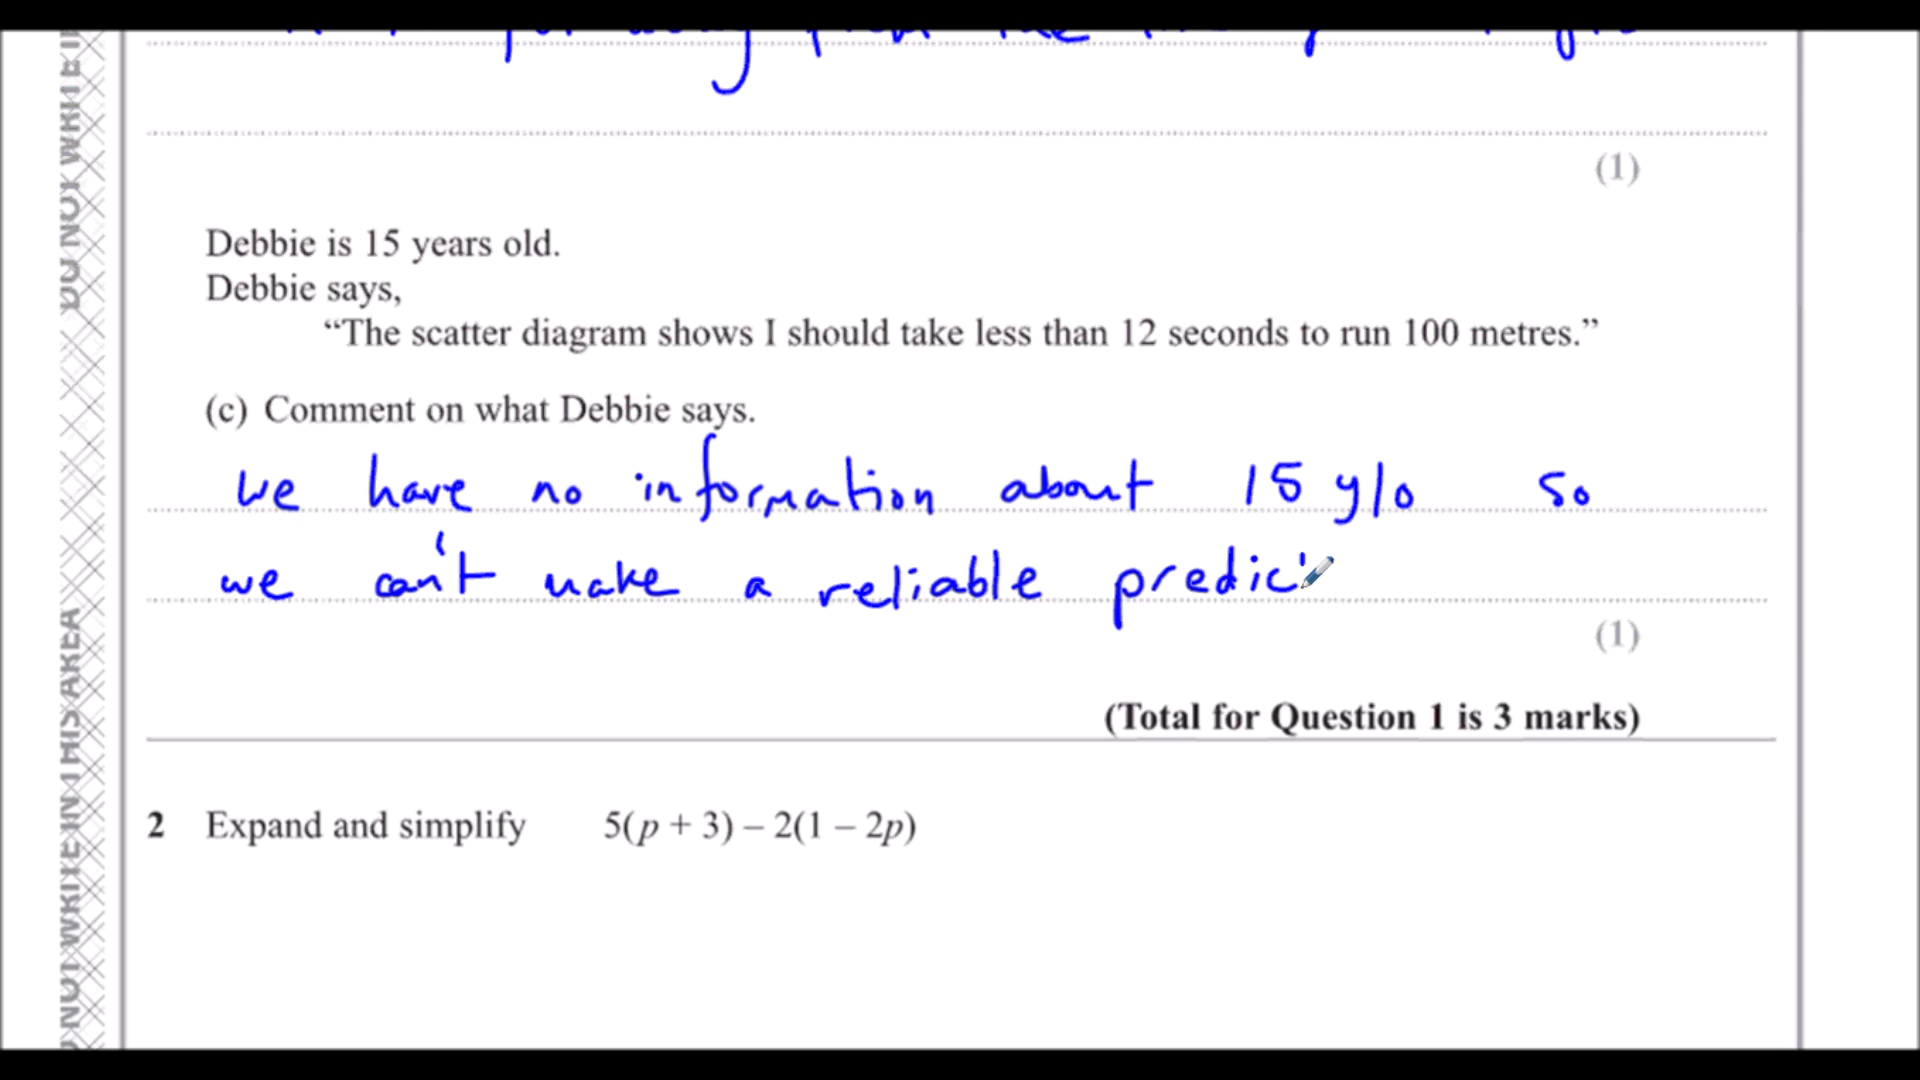 (1)
Debbie is 15 years old.
Debbie says,
“The scatter diagram shows I should take less than 12 seconds to run 100 metres.”
(c) Comment on what Debbie says.
we have no information about 15 y/o so
we can't make a reliable predic
(1)
(Total for Question 1 is 3 marks)
2 Expand and simplify 5(p + 3) – 2(1 – 2p)